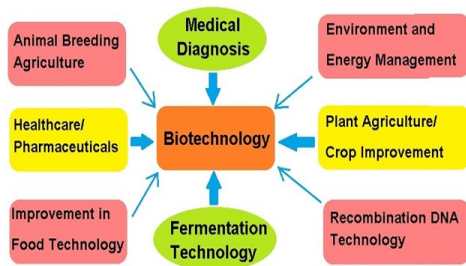 Medical
Diagnosis
Animal Breeding
Agriculture
Environment and
Energy Management
Healthcare/
Pharmaceuticals
Biotechnology
Plant Agriculture/
Crop Improvement
Improvement in
Food Technology
Fermentation
Technology
Recombination DNA
Technology